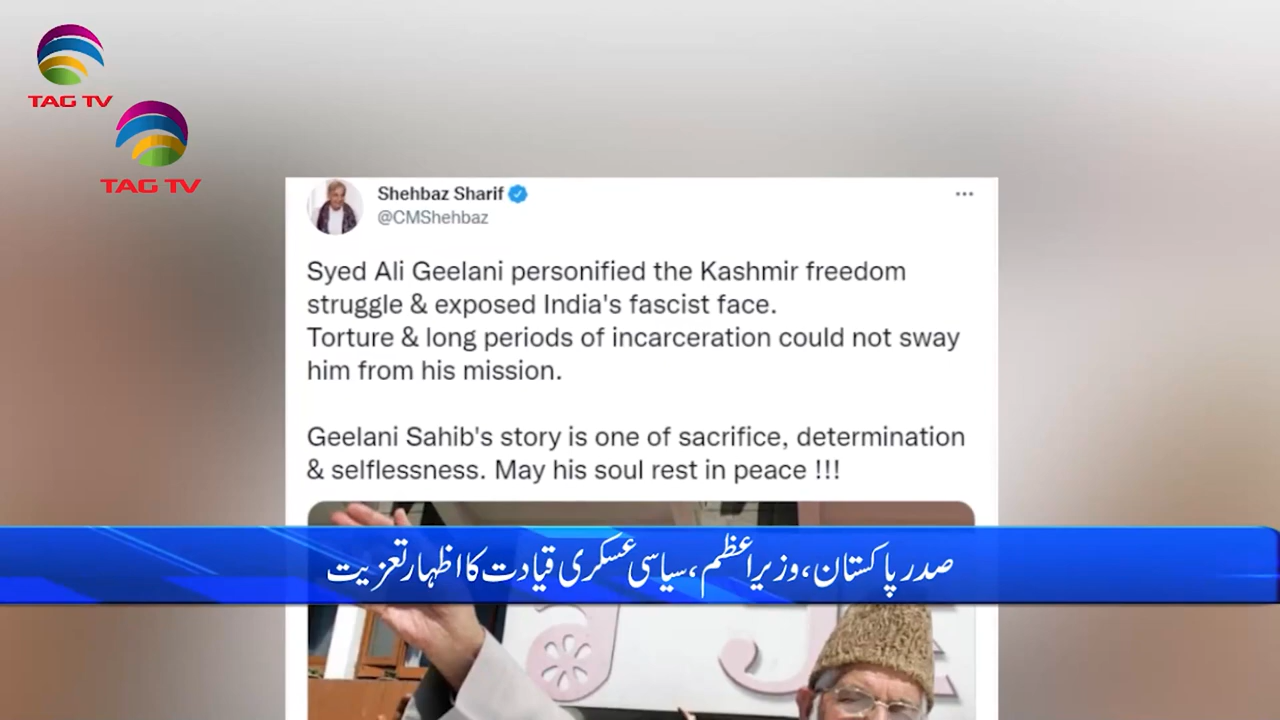 TAG TV
TAG TV
Shehbaz Sharif
@CMShehbaz
Syed Ali Geelani personified the Kashmir freedom
struggle & exposed India's fascist face.
Torture & long periods of incarceration could not sway
him from his mission.
Geelani Sahib's story is one of sacrifice, determination
& selflessness. May his soul rest in peace !!!
صدر پاکستان، وزیراعظم، سیاسی عسکری قیادت کا اظہار تعزیت